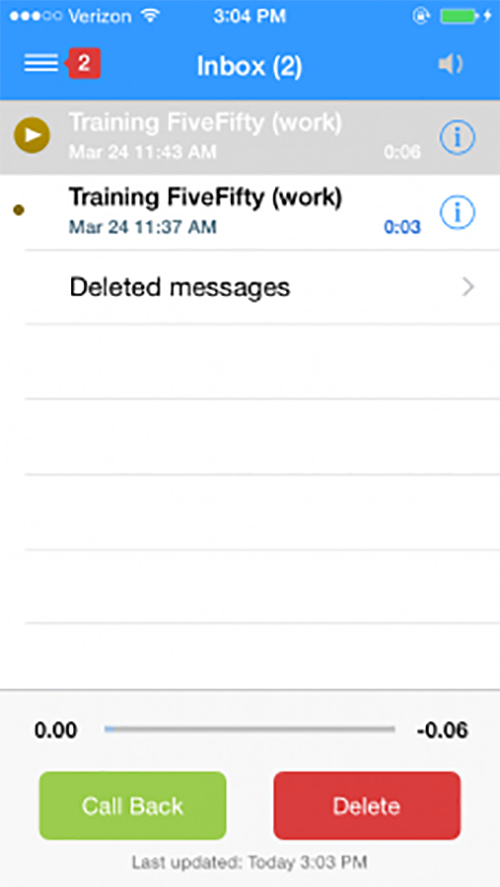 Verizon 3:04 PM
2 Inbox (2)
Training FiveFifty (work)
Mar 24 11:43 AM 0:06
Training FiveFifty (work)
Mar 24 11:37 AM 0:03
Deleted messages
0.00 -0.06
Call Back Delete
Last updated: Today 3:03 PM